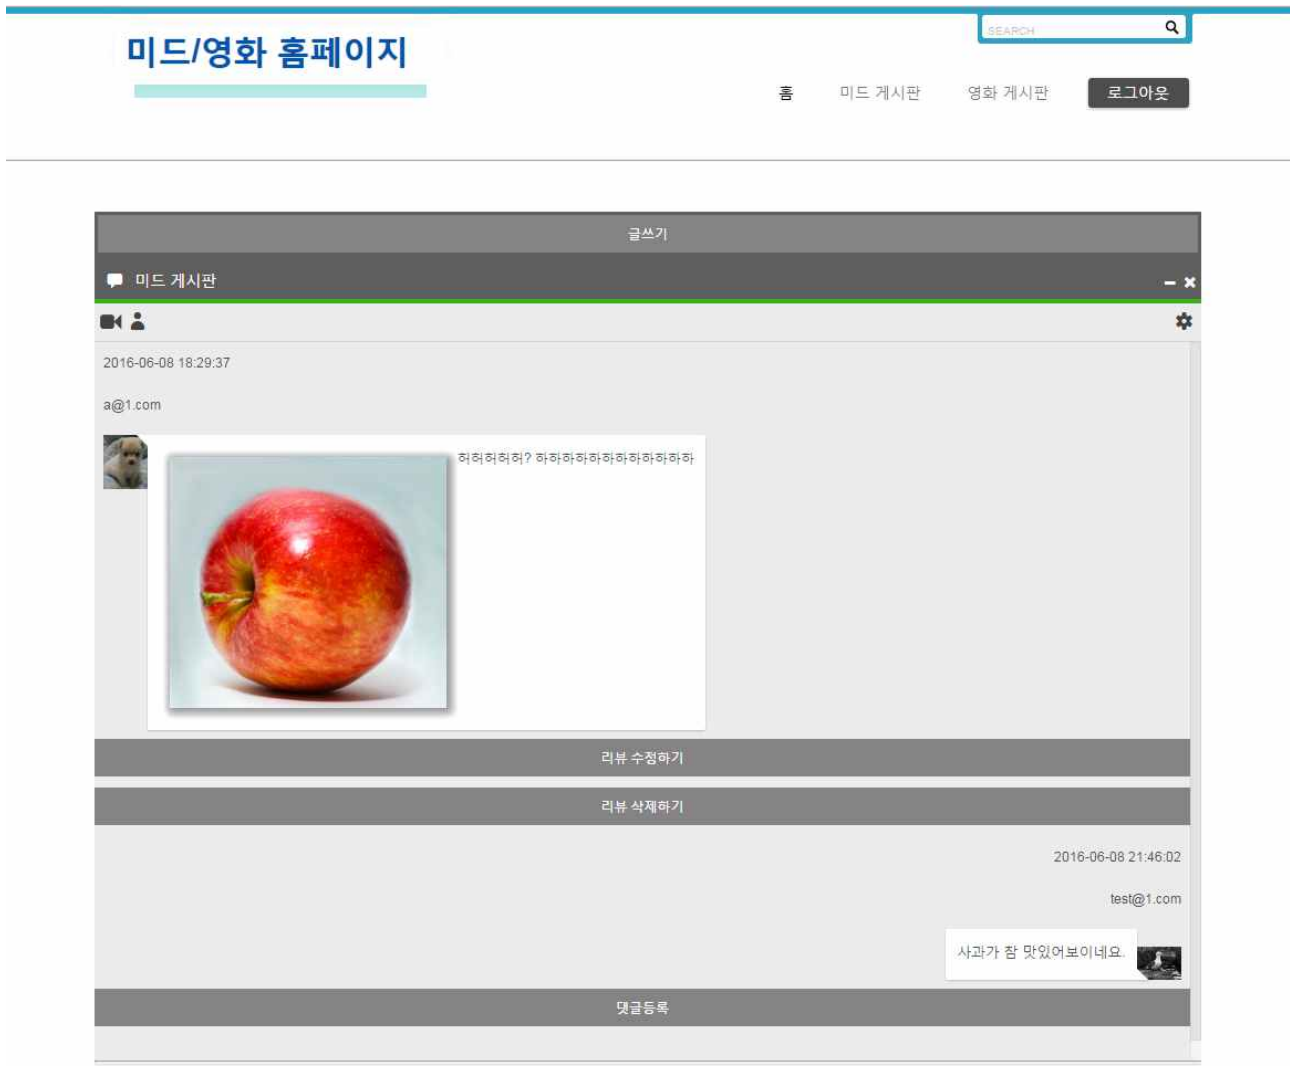 미드/영화 홈페이지
SEARCH
홈 미드 게시판 영화 게시판 로그아웃
글쓰기
미드 게시판
2016-06-08 18:29:37
a@1.com
허허허허허? 하하하하하하하하하하하하
리뷰 수정하기
리뷰 삭제하기
2016-06-08 21:46:02
test@1.com
사과가 참 맛있어보이네요.
댓글등록